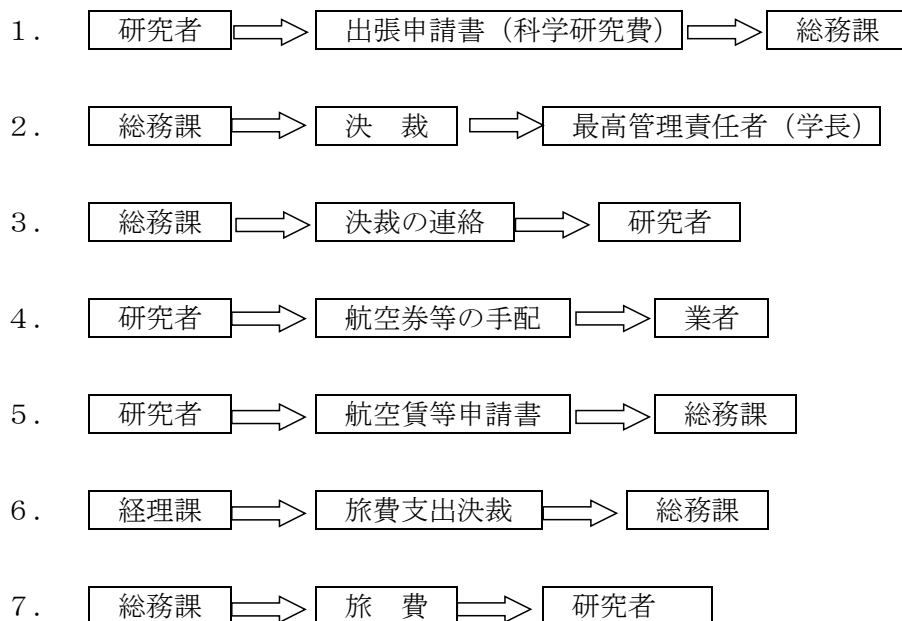 1． 研究者 出張申請書（科学研究費） 総務課
2． 総務課 決　裁 最高管理責任者（学長）
3． 総務課 決裁の連絡 研究者
4． 研究者 航空券等の手配 業者
5． 研究者 航空賃等申請書 総務課
6． 経理課 旅費支出決裁 総務課
7． 総務課 旅　費 研究者